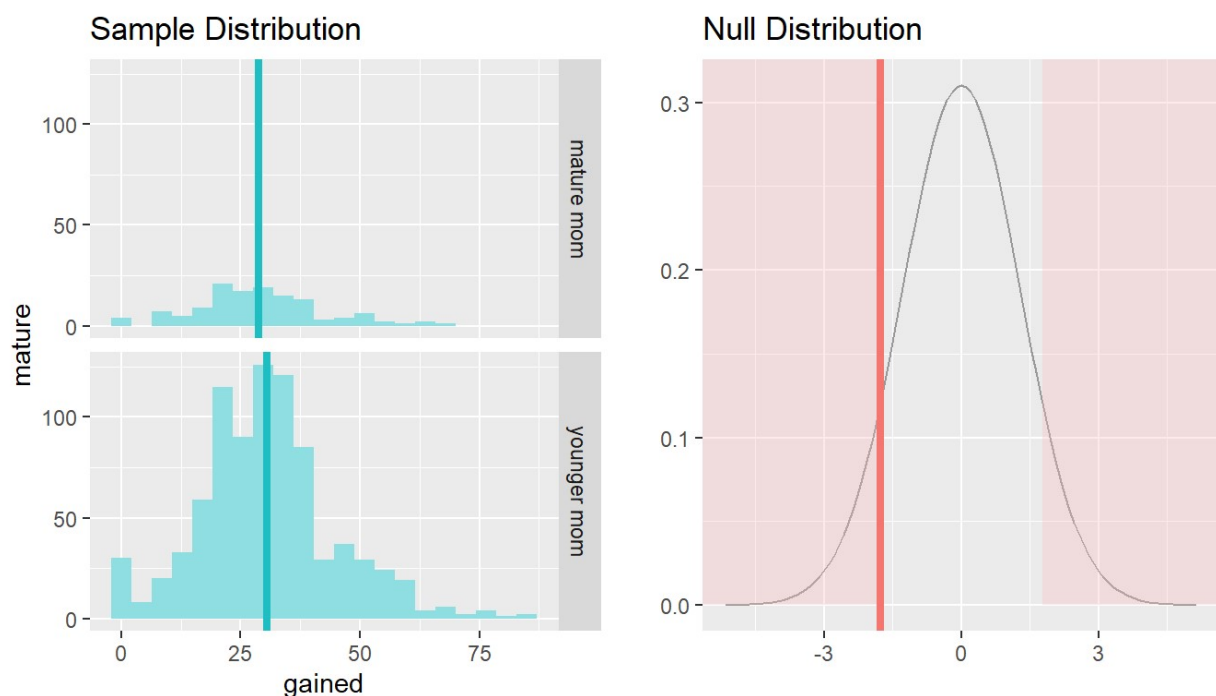 Sample Distribution
mature
100
50
0
mature mom
100
50
0
younger mom
0 25 50 75
gained
Null Distribution
0.3
0.2
0.1
0.0
-3 0 3